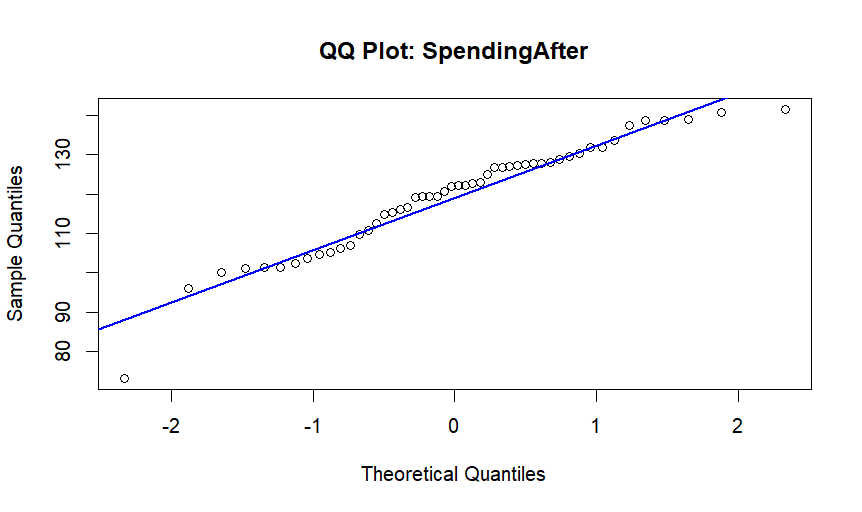 QQ Plot: SpendingAfter
Sample Quantiles
130
110
90
80
-2 -1 0 1 2
Theoretical Quantiles